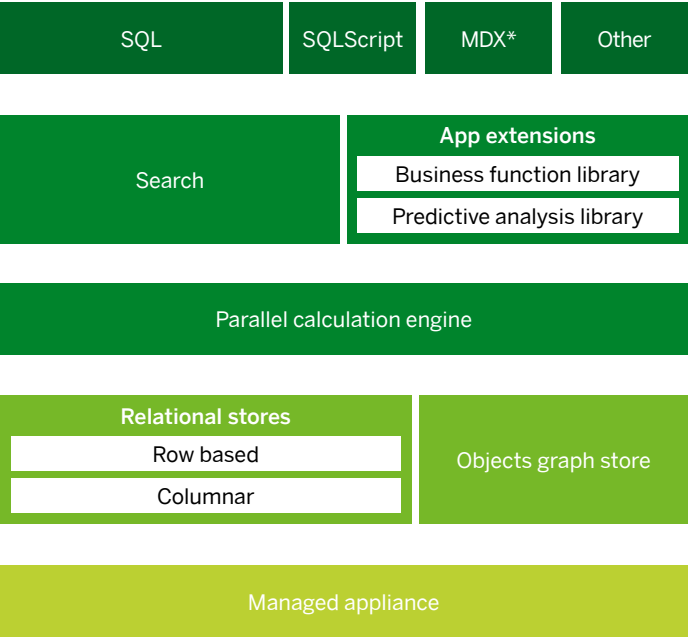 SQL
SQLScript
MDX*
Other
Search
App extensions
Business function library
Predictive analysis library
Parallel calculation engine
Relational stores
Row based
Columnar
Objects graph store
Managed appliance